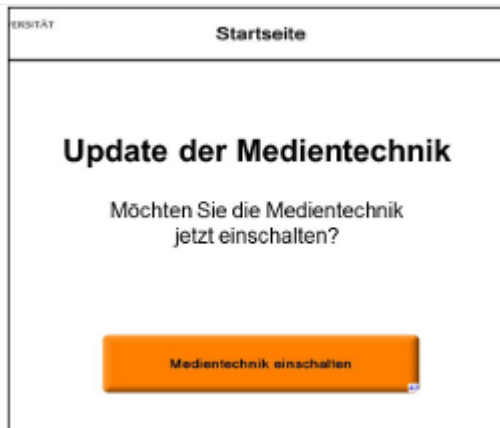 Startseite
Update der Medientechnik
Möchten Sie die Medientechnik
jetzt einschalten?
Medientechnik einschalten